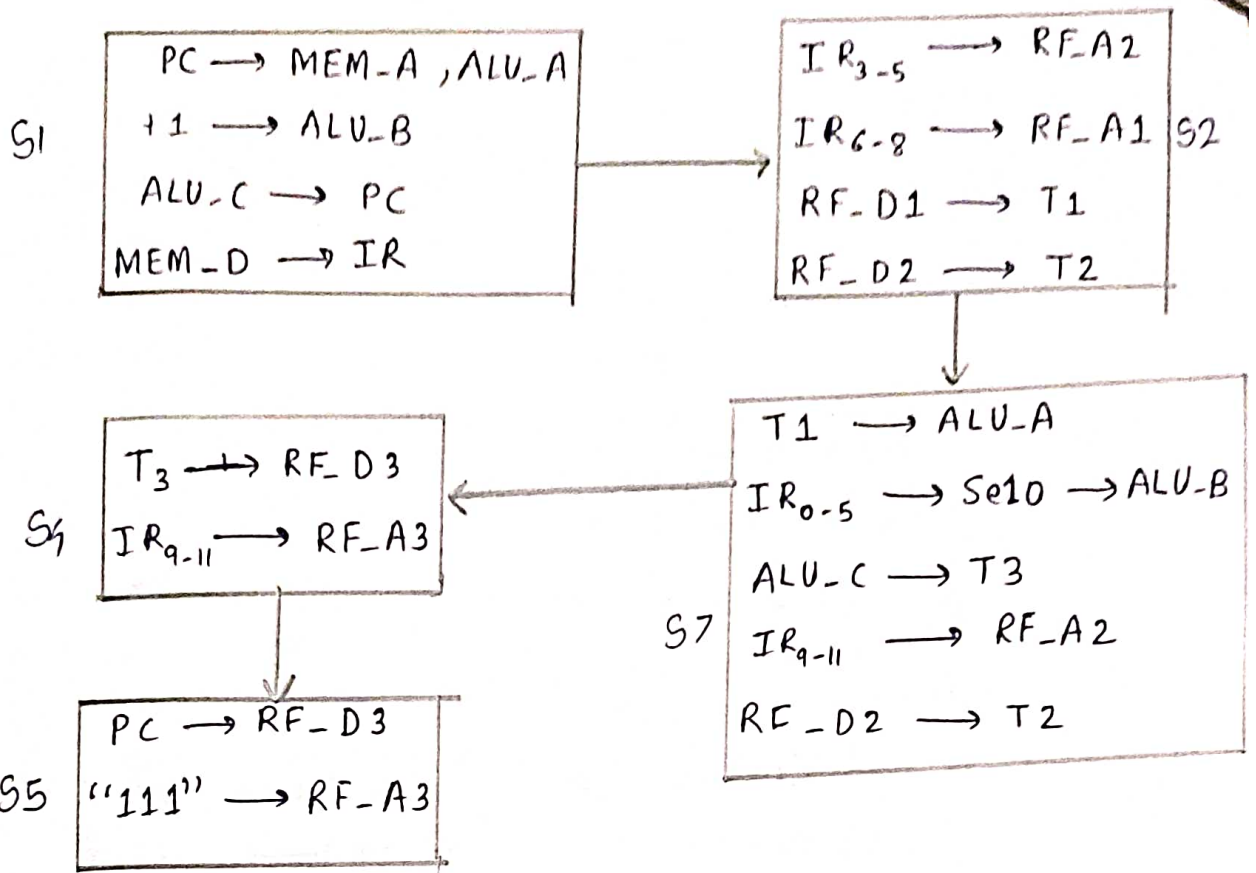 S1
PC → MEM_A , ALU_A
+1 → ALU_B
ALU_C → PC
MEM_D → IR
IR3-5 → RF_A2
IR6-8 → RF_A1
RF_D1 → T1
RF_D2 → T2
S2
T1 → ALU_A
IR0-5 → Se10 → ALU_B
ALU_C → T3
IR9-11 → RF_A2
RF_D2 → T2
S7
T3 → RF_D3
IR9-11 → RF_A3
S4
PC → RF_D3
"111" → RF_A3
S5